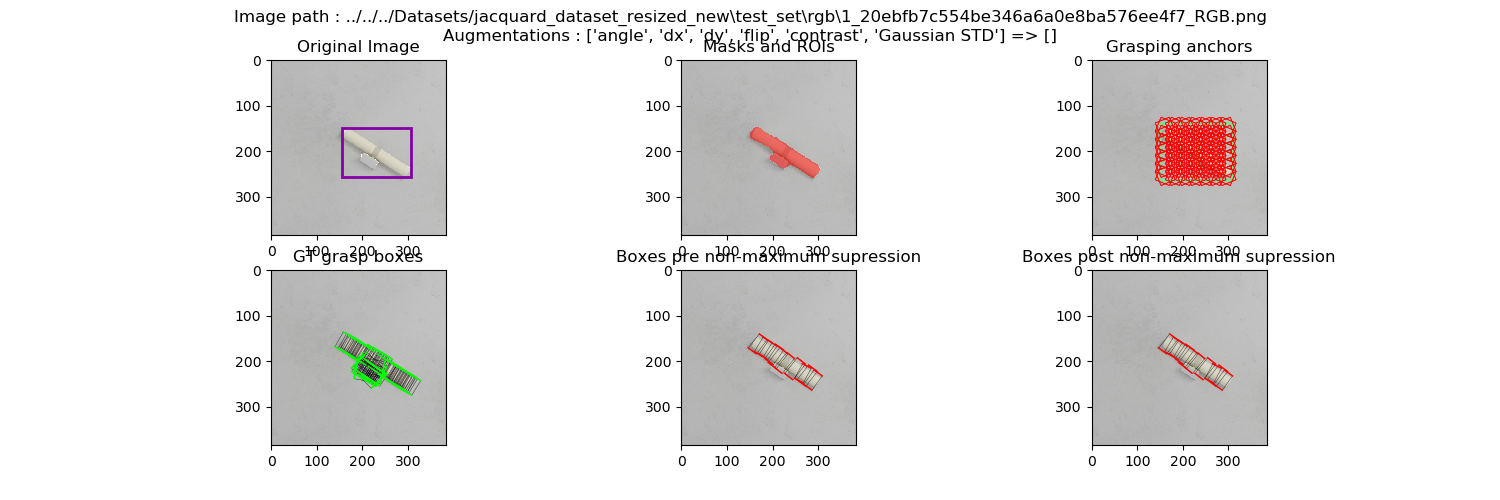 Image path : ../../../Datasets/jacquard_dataset_resized_new\test_set\rgb\1_20ebfb7c554be346a6a0e8ba576ee4f7_RGB.png
Augmentations : ['angle', 'dx', 'dy', 'flip', 'contrast', 'Gaussian STD'] => []
Original Image
Masks and ROIs
Grasping anchors
0
100
200
300
0 100 200 300
0
100
200
300
0 100 200 300
0
100
200
300
0 100 200 300
GT grasp boxes
Boxes pre non-maximum supression
Boxes post non-maximum supression
0
100
200
300
0 100 200 300
0
100
200
300
0 100 200 300
0
100
200
300
0 100 200 300